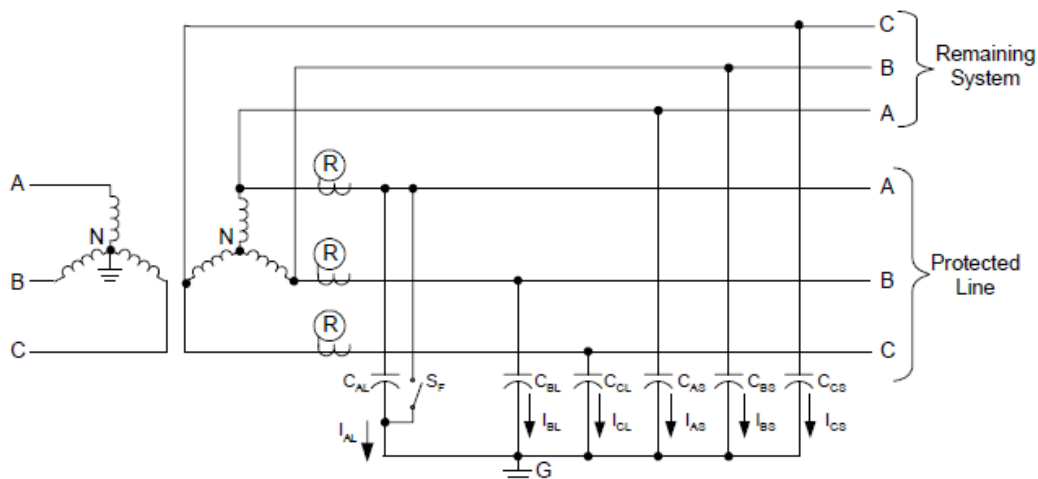 C
B
A
Remaining
System
A
B
C
N
N
R
R
R
A
B
C
Protected
Line
C_AL
S_F
C_BL
C_CL
C_AS
C_BS
C_CS
I_AL
I_BL
I_CL
I_AS
I_BS
I_CS
G